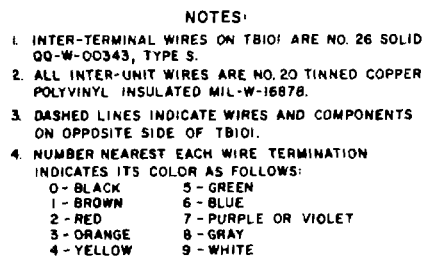 NOTES:
1. INTER-TERMINAL WIRES ON TB101 ARE NO. 26 SOLID
QQ-W-00343, TYPE S.
2. ALL INTER-UNIT WIRES ARE NO. 20 TINNED COPPER
POLYVINYL INSULATED MIL-W-16878.
3. DASHED LINES INDICATE WIRES AND COMPONENTS
ON OPPOSITE SIDE OF TB101.
4. NUMBER NEAREST EACH WIRE TERMINATION
INDICATES ITS COLOR AS FOLLOWS:
0 - BLACK 5 - GREEN
1 - BROWN 6 - BLUE
2 - RED 7 - PURPLE OR VIOLET
3 - ORANGE 8 - GRAY
4 - YELLOW 9 - WHITE